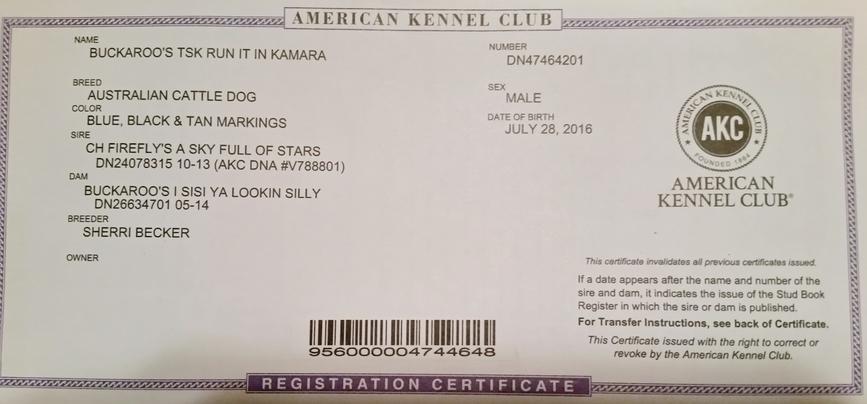 AMERICAN KENNEL CLUB
NAME
BUCKAROO'S TSK RUN IT IN KAMARA
NUMBER
DN47464201
BREED
AUSTRALIAN CATTLE DOG
SEX
MALE
COLOR
BLUE, BLACK & TAN MARKINGS
DATE OF BIRTH
JULY 28, 2016
SIRE
CH FIREFLY'S A SKY FULL OF STARS
DN24078315 10-13 (AKC DNA #V788801)
DAM
BUCKAROO'S I SISI YA LOOKIN SILLY
DN26634701 05-14
BREEDER
SHERRI BECKER
OWNER
AMERICAN KENNEL CLUB
AKC
FOUNDED 1884
AMERICAN
KENNEL CLUB®
This certificate invalidates all previous certificates issued.
If a date appears after the name and number of the
sire and dam, it indicates the issue of the Stud Book
Register in which the sire or dam is published.
For Transfer Instructions, see back of Certificate.
This Certificate issued with the right to correct or
revoke by the American Kennel Club.
956000004744648
REGISTRATION CERTIFICATE